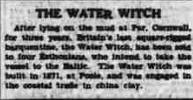 THE WATER WITCH
After lying on the mud at Par, Cornwall,
for three years, Britain's last square-rigged
barquentine, the Water Witch, has been sold
to four Esthonians, who intend to take the
vessel to the Baltic. The Water Witch was
built in 1871, at Poole, and was engaged in
the coastal trade in china clay.